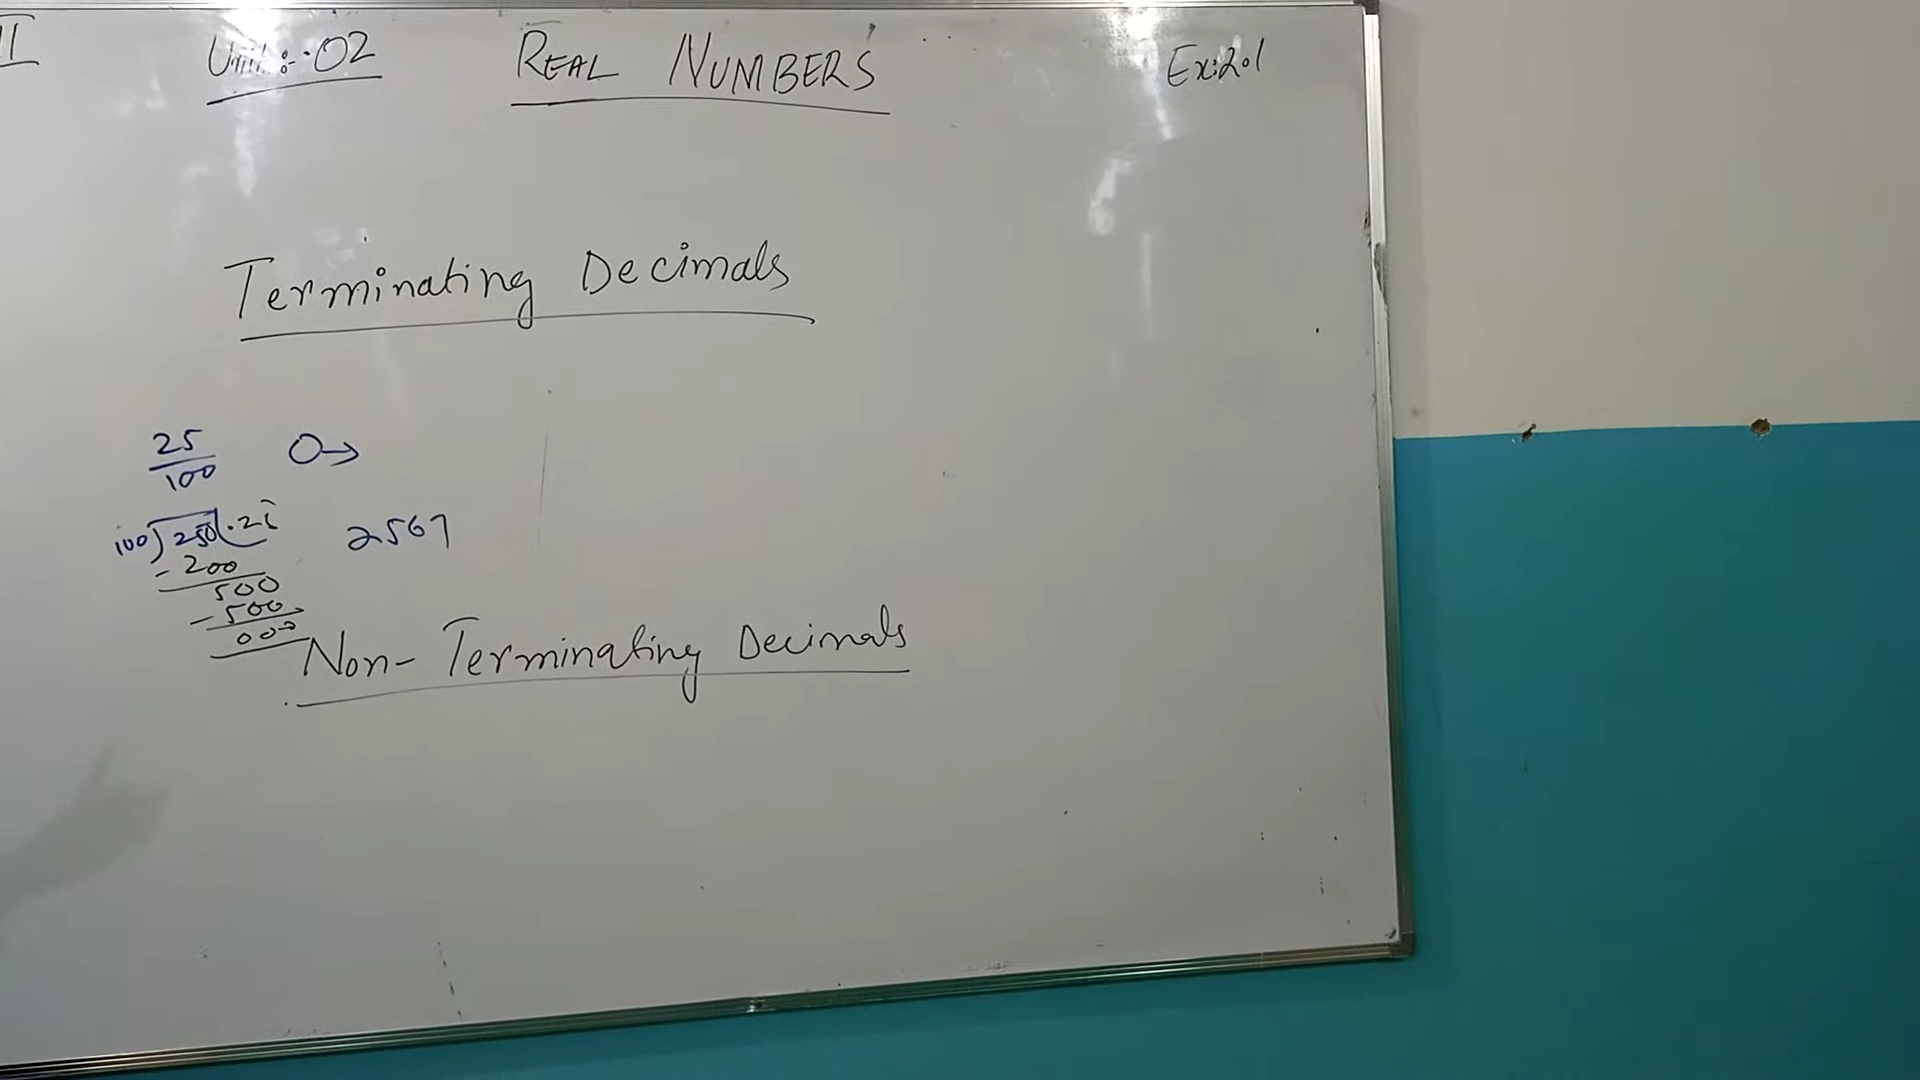 II
Unit:-02 REAL NUMBERS Ex:2.1
Terminating Decimals
25
100
0→
100)250(.25
2567
-200
500
-500
000
Non-Terminating Decimals